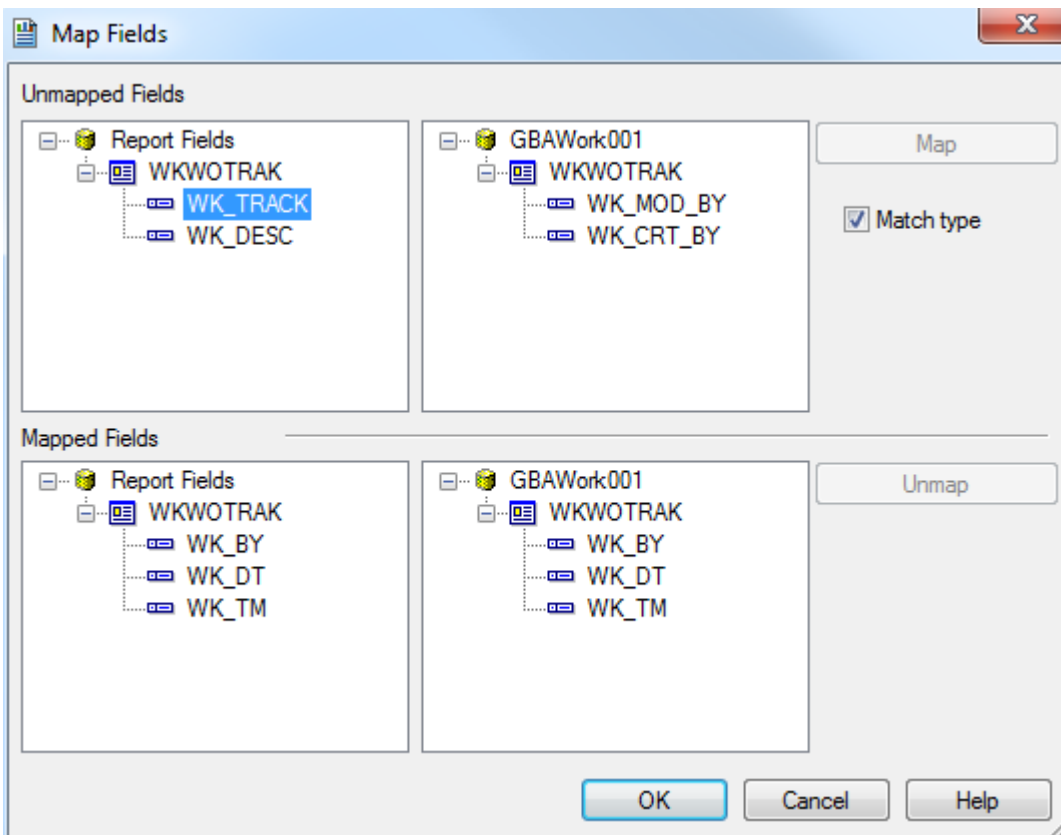 Map Fields
Unmapped Fields
Report Fields
WKWOTRAK
WK_TRACK
WK_DESC
GBAWork001
WKWOTRAK
WK_MOD_BY
WK_CRT_BY
Map
Match type
Mapped Fields
Report Fields
WKWOTRAK
WK_BY
WK_DT
WK_TM
GBAWork001
WKWOTRAK
WK_BY
WK_DT
WK_TM
Unmap
OK
Cancel
Help